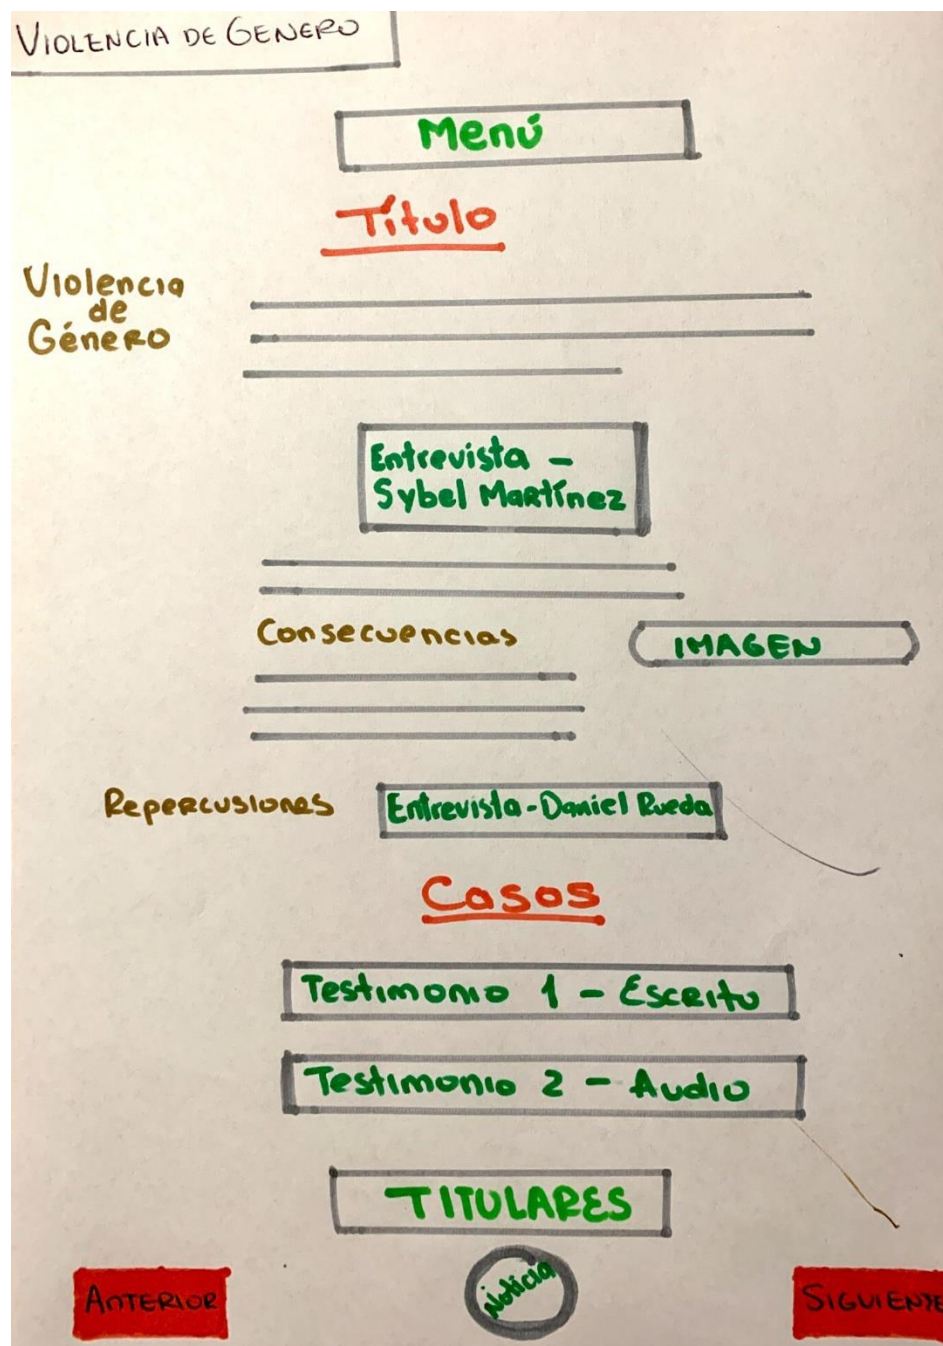 VIOLENCIA DE GENERO
Menú
Título
Violencia
de
Género
Entrevista -
Sybel Martínez
Consecuencias
IMAGEN
Repercusiones
Entrevista - Daniel Rueda
Casos
Testimonio 1 - Escrito
Testimonio 2 - Audio
TITULARES
Noticia
ANTERIOR
SIGUIENTE